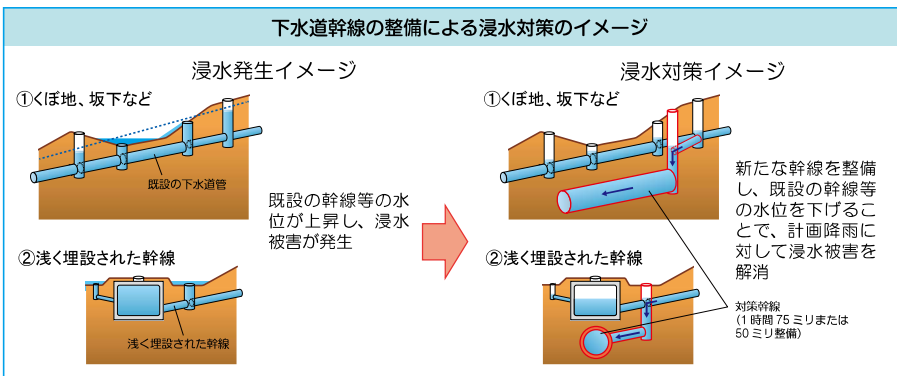 下水道幹線の整備による浸水対策のイメージ
浸水発生イメージ
①くぼ地、坂下など
既設の下水道管
既設の幹線等の水
位が上昇し、浸水
被害が発生
②浅く埋設された幹線
浅く埋設された幹線
浸水対策イメージ
①くぼ地、坂下など
新たな幹線を整備
し、既設の幹線等
の水位を下げるこ
とで、計画降雨に
対して浸水被害を
解消
②浅く埋設された幹線
対策幹線
(1時間75ミリまたは
50ミリ整備)